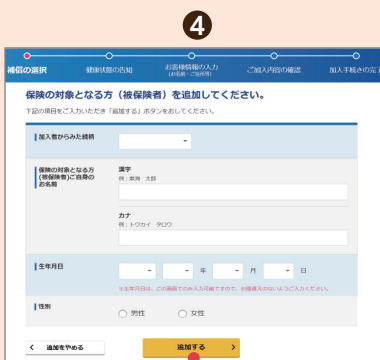 4
補償の選択 健康状態の告知 お客様情報の入力 ご加入内容の確認 加入手続きの完了
(お名前・ご住所等)
保険の対象となる方（被保険者）を追加してください。
下記の項目をご入力いただき「追加する」ボタンをおしてください。
加入者からみた続柄
保険の対象となる方
(被保険者)ご自身の
お名前
漢字
例：東海 太郎
カナ
例：トウカイ タロウ
生年月日
年 月 日
※生年月日は、この画面でのみ入力可能ですので、お間違えのないようご入力ください。
性別
男性 女性
追加をやめる 追加する